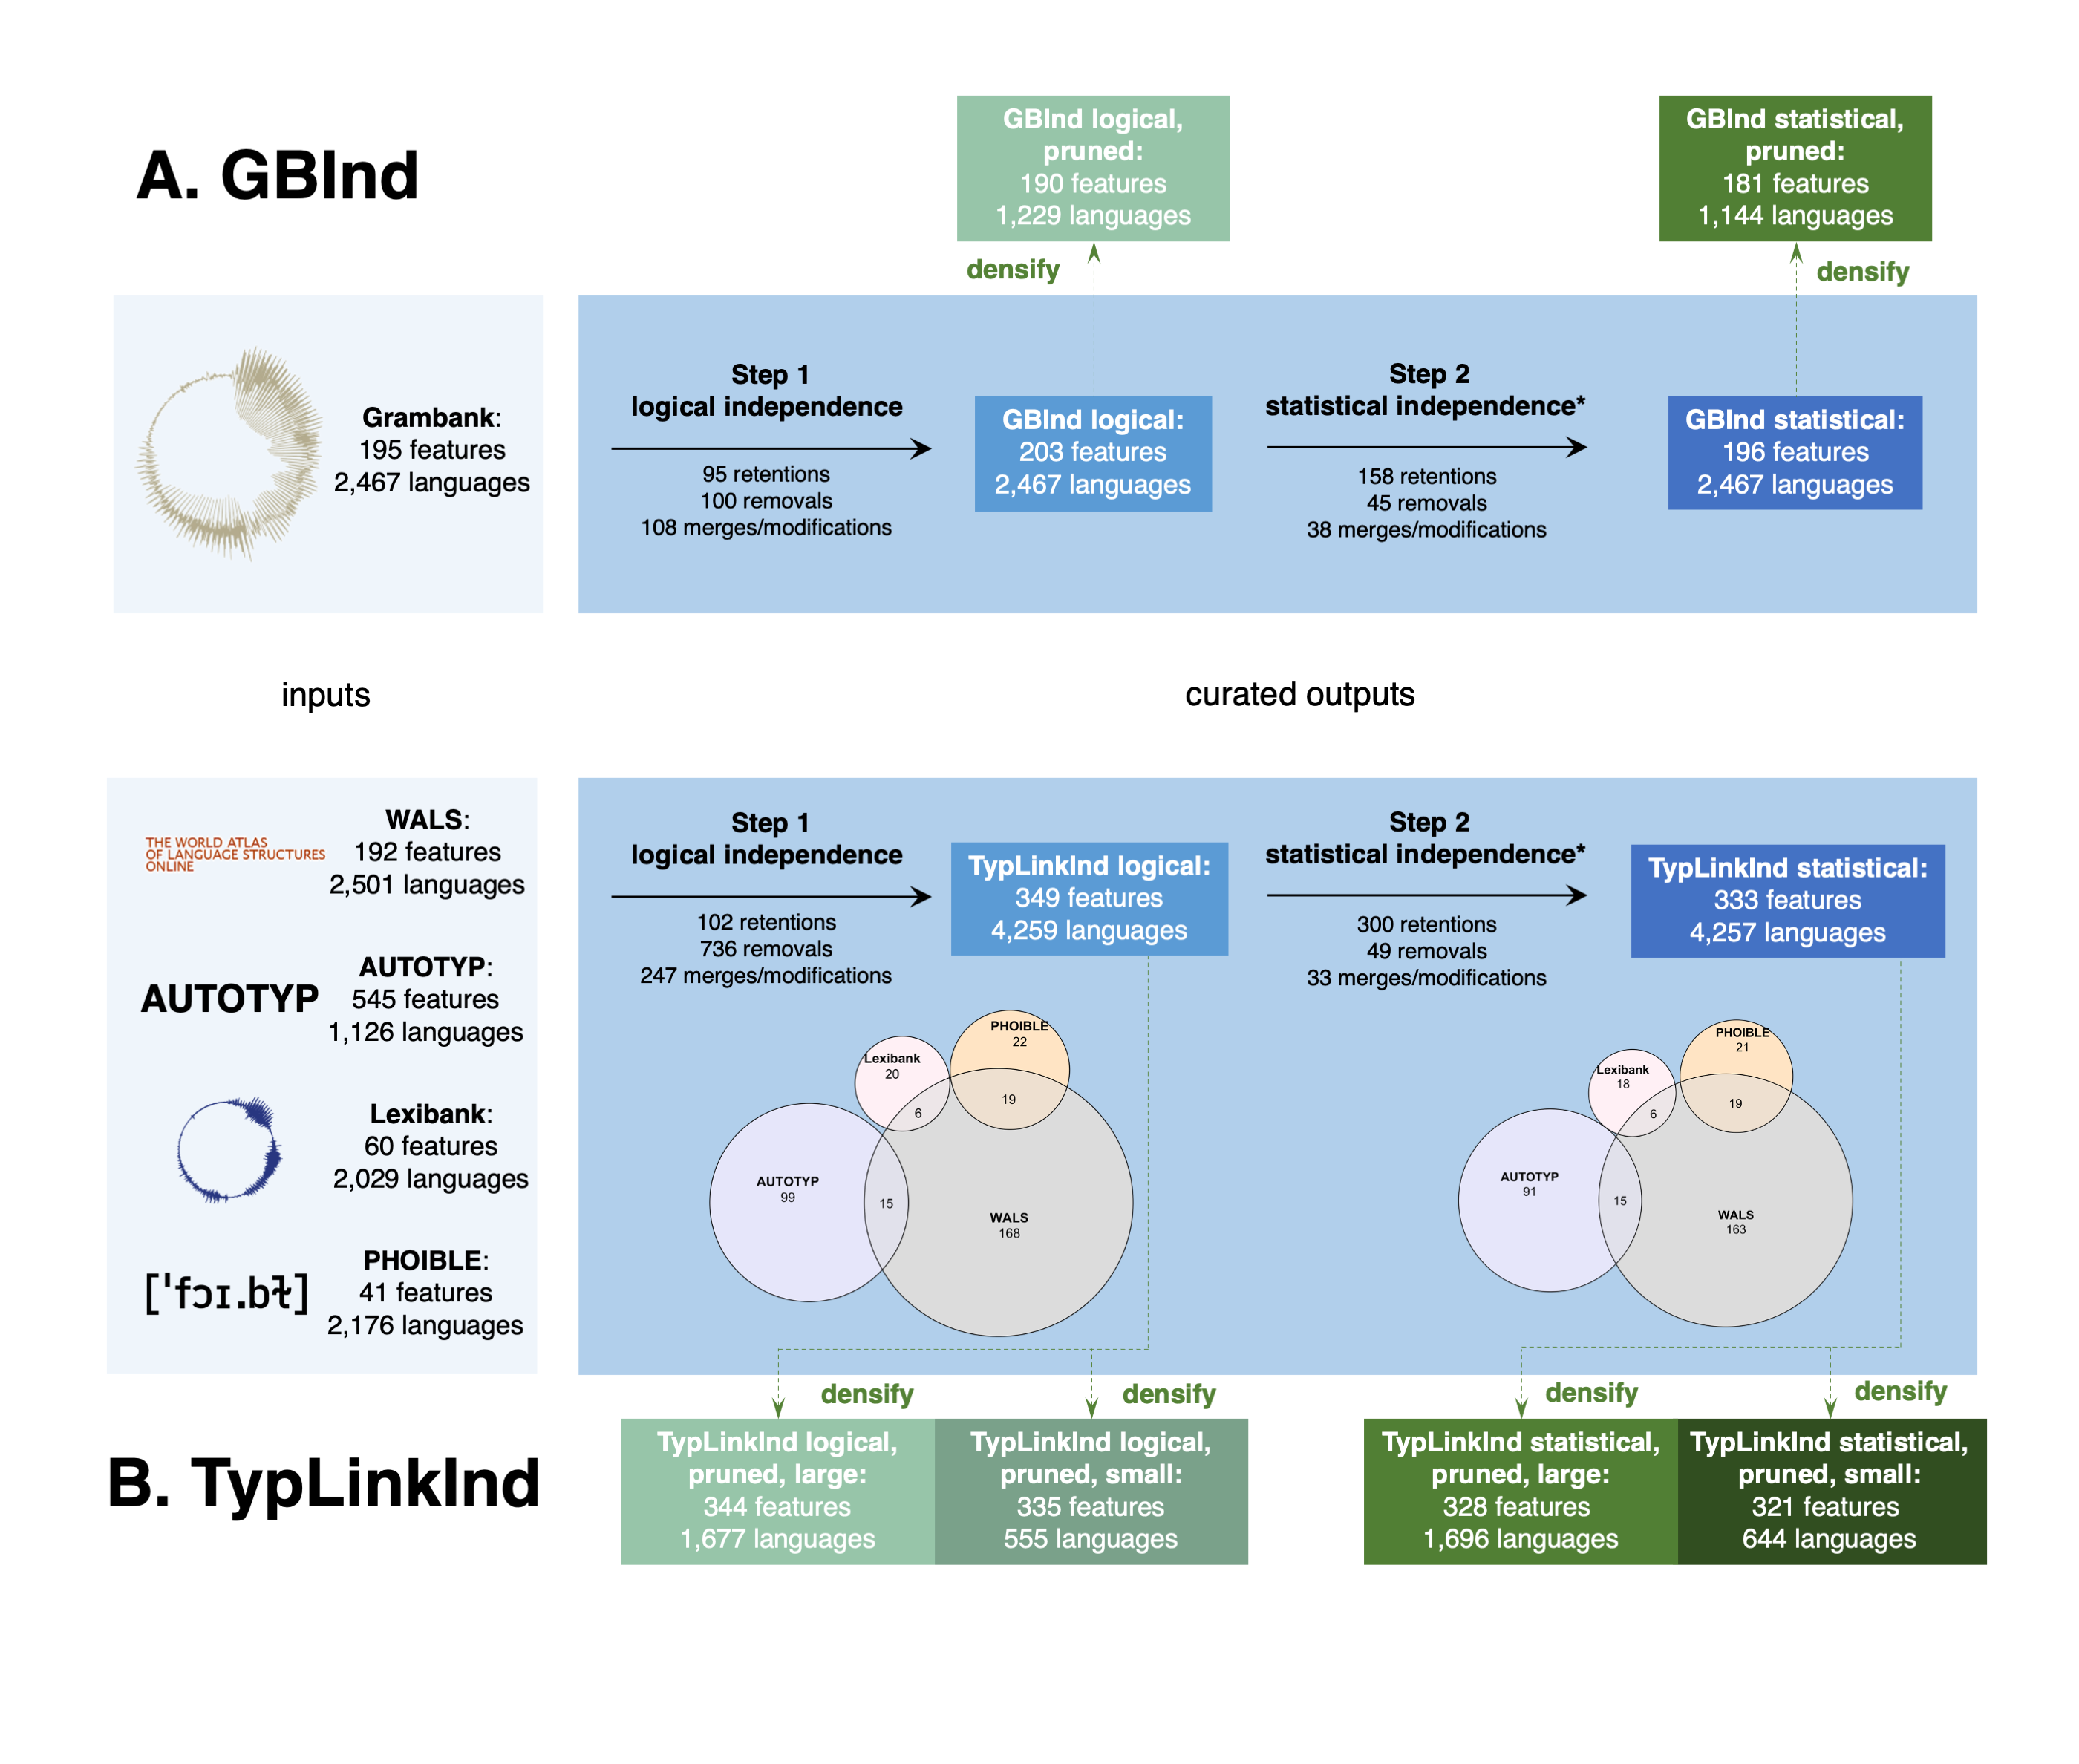 A. GBInd
GBInd logical,
pruned:
190 features
1,229 languages
GBInd statistical,
pruned:
181 features
1,144 languages
densify
densify
Grambank:
195 features
2,467 languages
Step 1
logical independence
95 retentions
100 removals
108 merges/modifications
GBInd logical:
203 features
2,467 languages
Step 2
statistical independence*
158 retentions
45 removals
38 merges/modifications
GBInd statistical:
196 features
2,467 languages
inputs
curated outputs
THE WORLD ATLAS
OF LANGUAGE STRUCTURES
ONLINE
WALS:
192 features
2,501 languages
AUTOTYP
AUTOTYP:
545 features
1,126 languages
Lexibank:
60 features
2,029 languages
[ˈfɔɪ.bɫ]
PHOIBLE:
41 features
2,176 languages
Step 1
logical independence
102 retentions
736 removals
247 merges/modifications
TypLinkInd logical:
349 features
4,259 languages
Step 2
statistical independence*
300 retentions
49 removals
33 merges/modifications
TypLinkInd statistical:
333 features
4,257 languages
PHOIBLE
22
Lexibank
20
19
6
AUTOTYP
99
15
WALS
168
PHOIBLE
21
Lexibank
18
19
6
AUTOTYP
91
15
WALS
163
densify
densify
densify
densify
B. TypLinkInd
TypLinkInd logical,
pruned, large:
344 features
1,677 languages
TypLinkInd logical,
pruned, small:
335 features
555 languages
TypLinkInd statistical,
pruned, large:
328 features
1,696 languages
TypLinkInd statistical,
pruned, small:
321 features
644 languages